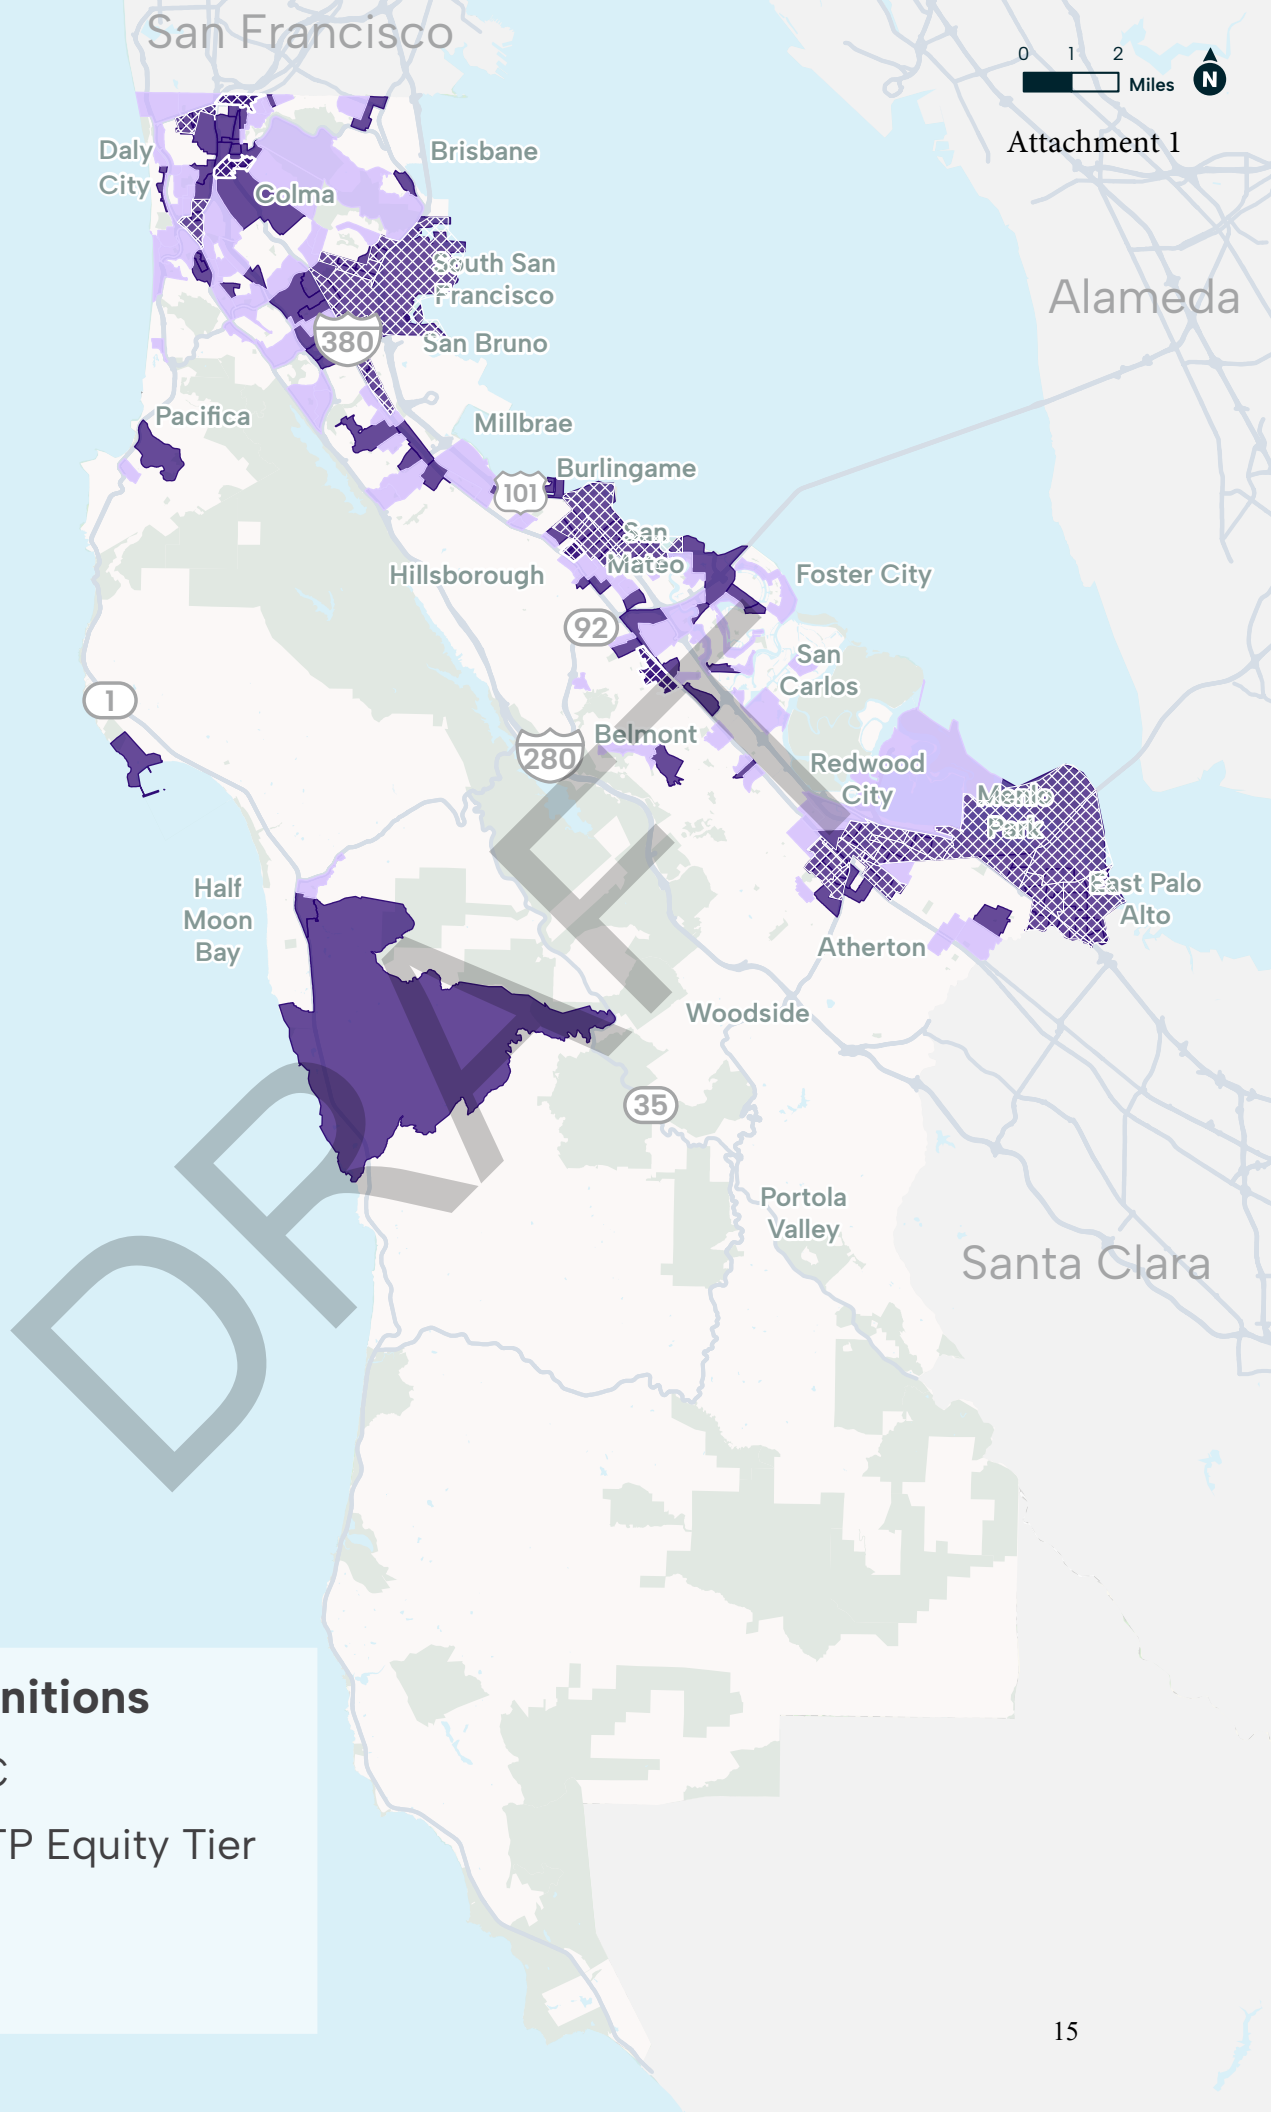 San Francisco
0 1 2
Miles
N
Attachment 1
Daly
City
Brisbane
Colma
South San
Francisco
Alameda
380
San Bruno
Pacifica
Millbrae
Burlingame
101
San
Mateo
Hillsborough
Foster City
92
San
Carlos
1
Belmont
280
Redwood
City
Menlo
Park
Half
Moon
Bay
East Palo
Alto
Atherton
Woodside
35
Portola
Valley
Santa Clara
DRAFT
nitions
C
TP Equity Tier
15